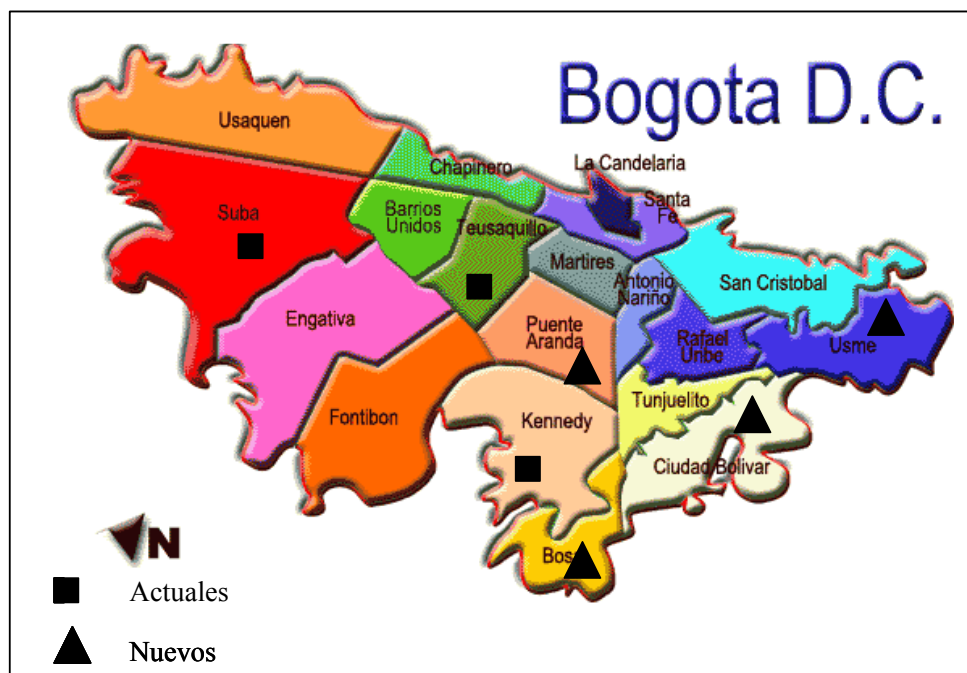 Bogota D.C.
Usaquen
Chapinero
La Candelaria
Santa
Fe
Suba
Barrios
Unidos
Teusaquillo
Martires
Antonio
Nariño
San Cristobal
Engativa
Puente
Aranda
Rafael
Uribe
Usme
Fontibon
Kennedy
Tunjuelito
Ciudad Bolivar
N
Actuales
Nuevos